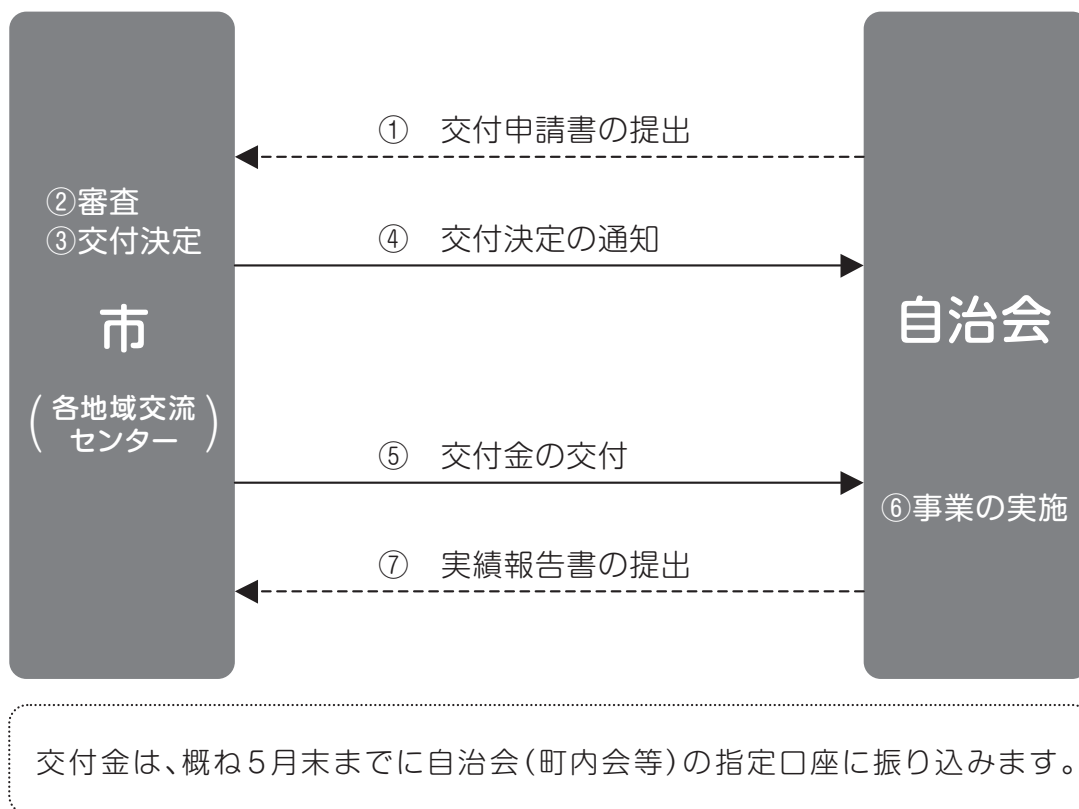 ① 交付申請書の提出
②審査
③交付決定
④ 交付決定の通知
市
(各地域交流
センター)
自治会
⑤ 交付金の交付
⑥事業の実施
⑦ 実績報告書の提出
交付金は、概ね5月末までに自治会(町内会等)の指定口座に振り込みます。